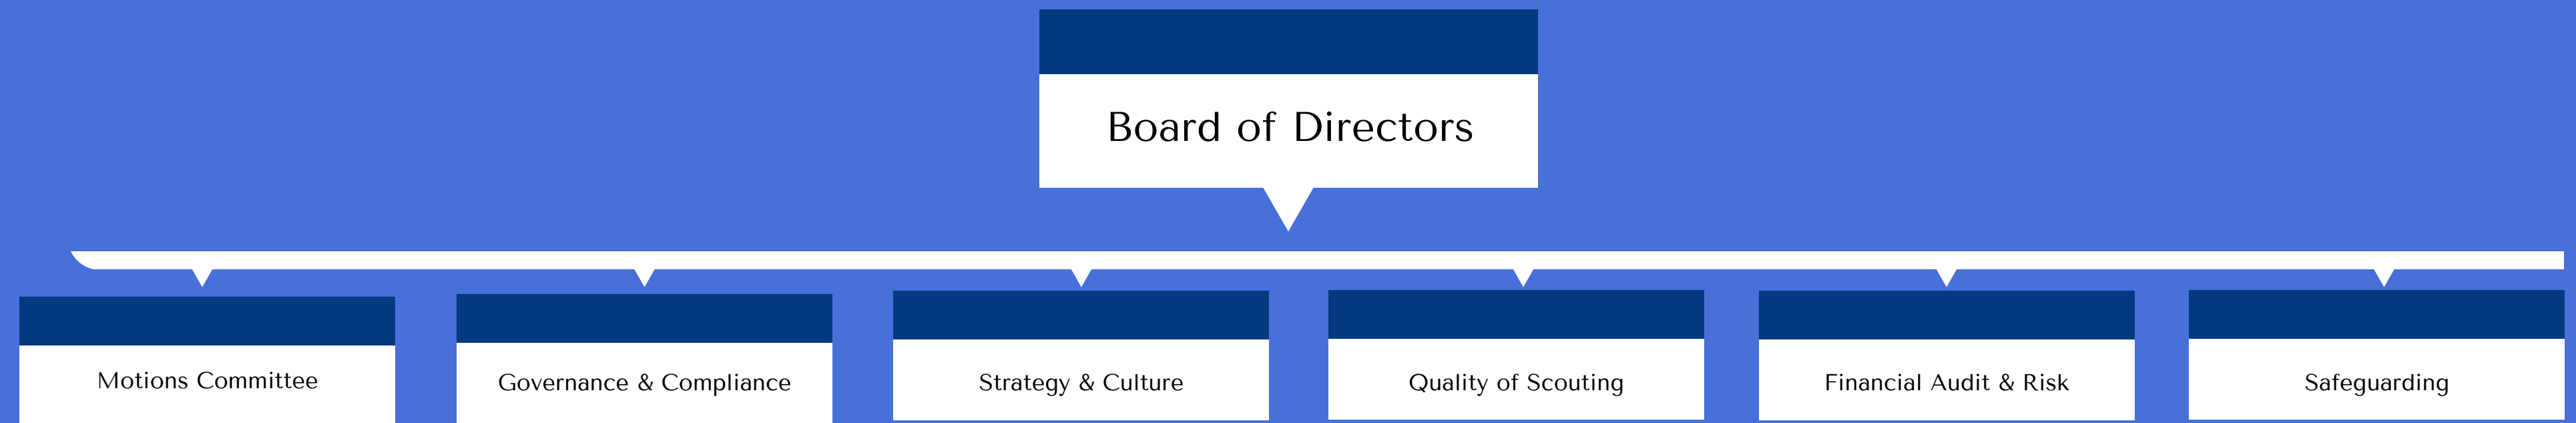 Board of Directors
Motions Committee
Governance & Compliance
Strategy & Culture
Quality of Scouting
Financial Audit & Risk
Safeguarding